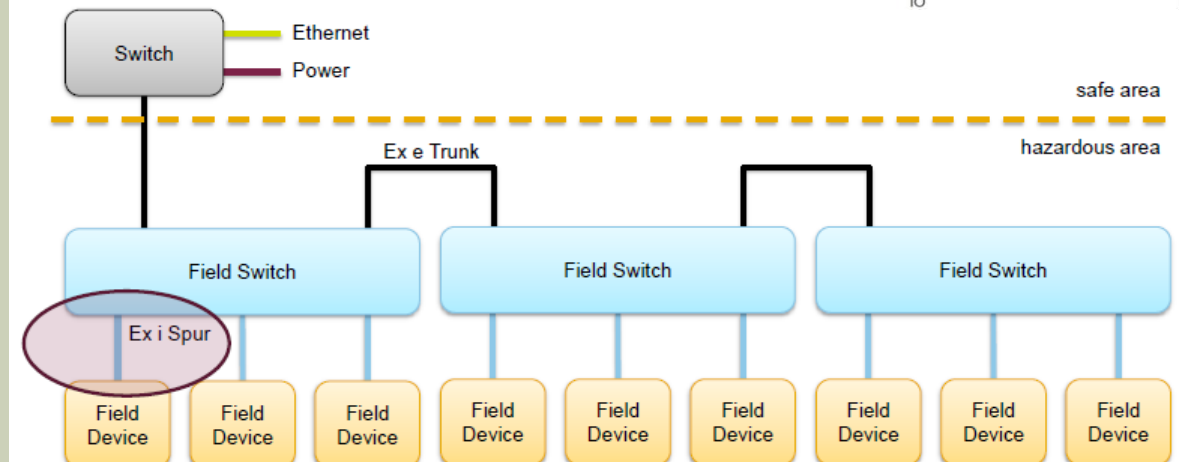 Ethernet
Switch
Power
safe area
hazardous area
Ex e Trunk
Field Switch
Field Switch
Field Switch
Ex i Spur
Field
Device
Field
Device
Field
Device
Field
Device
Field
Device
Field
Device
Field
Device
Field
Device
Field
Device